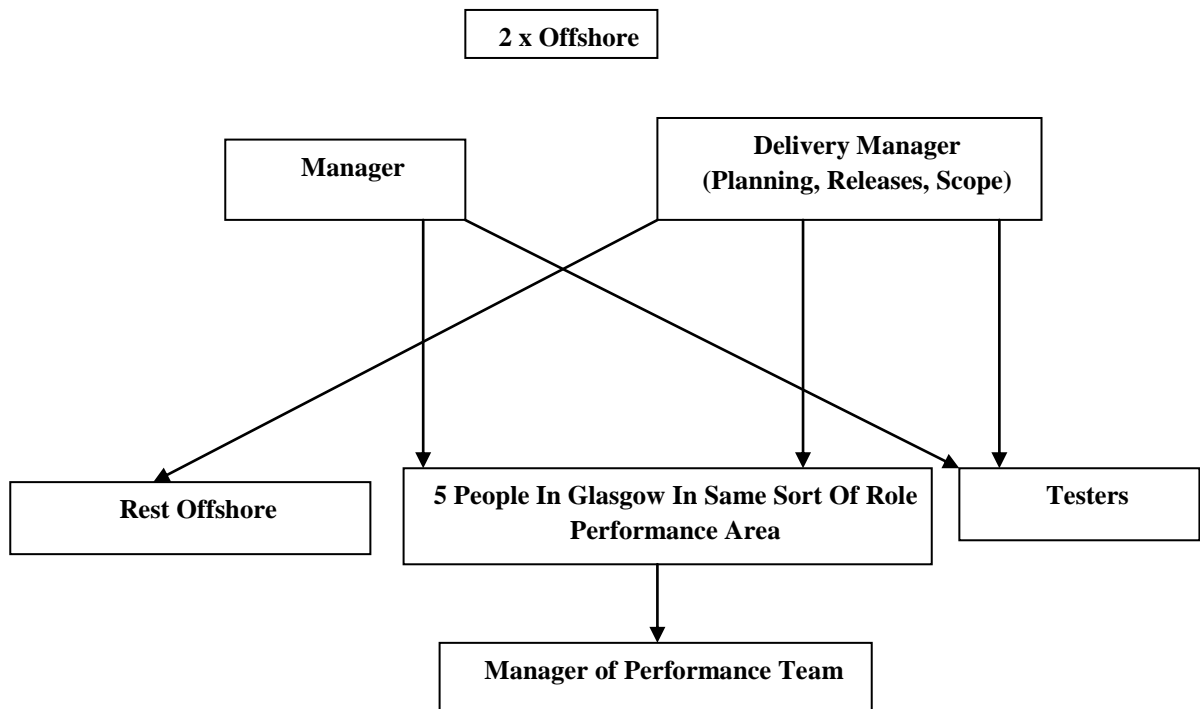 2 x Offshore
Manager
Delivery Manager
(Planning, Releases, Scope)
Rest Offshore
5 People In Glasgow In Same Sort Of Role
Performance Area
Testers
Manager of Performance Team